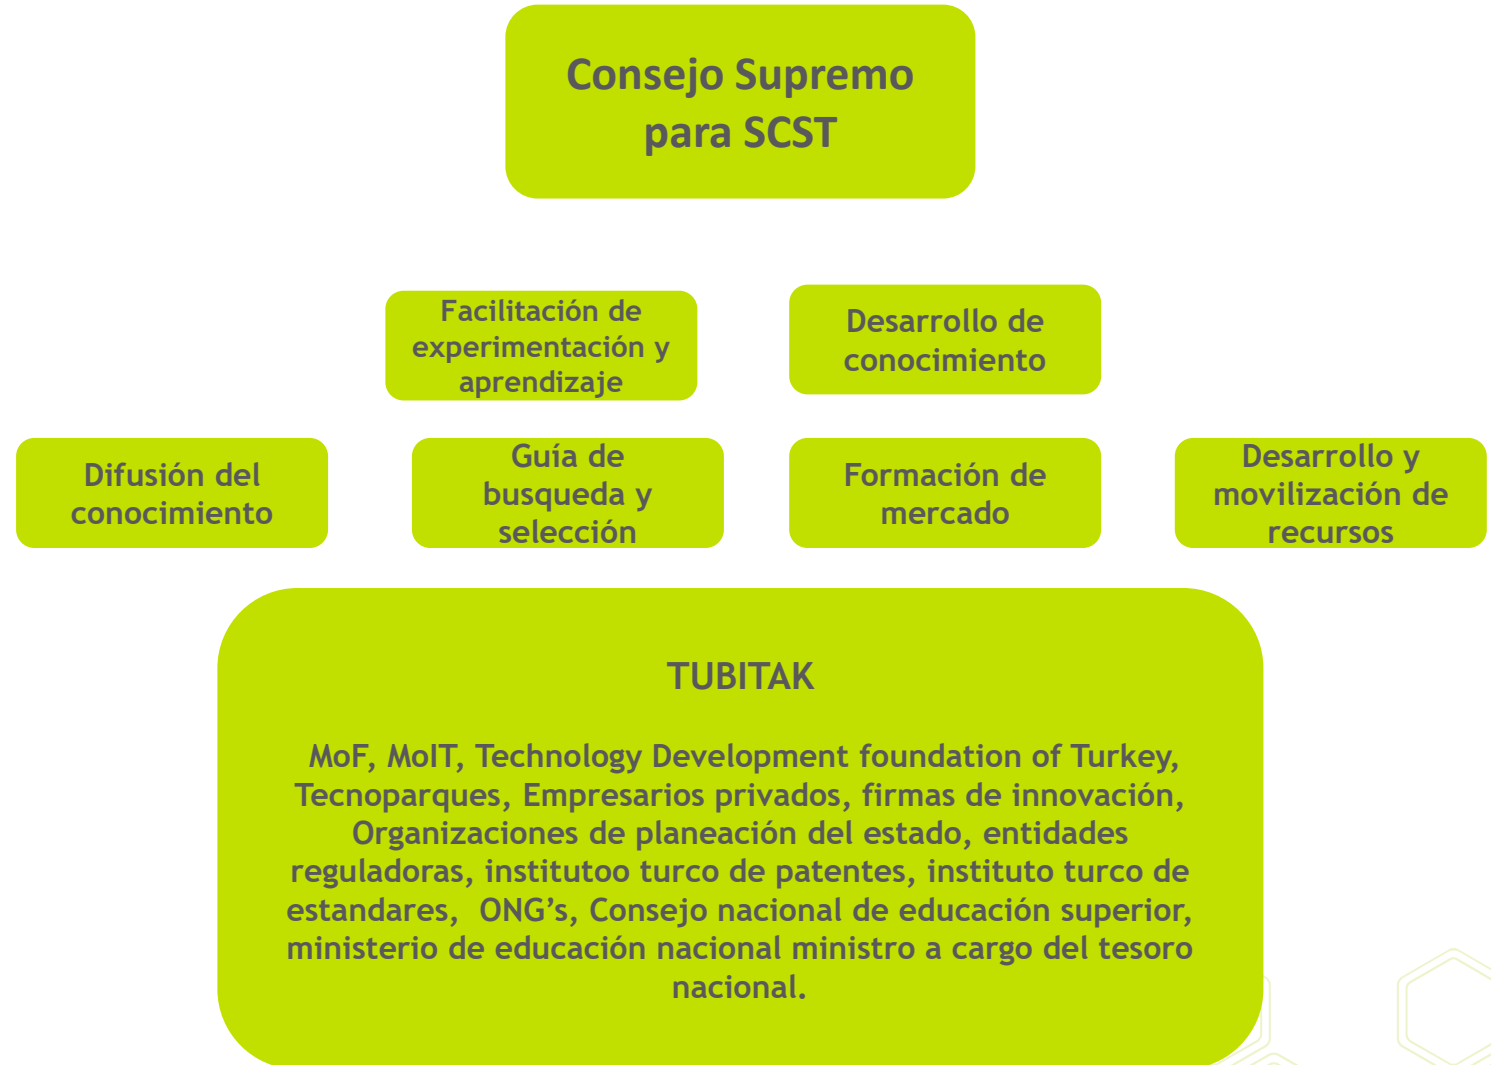 Consejo Supremo
para SCST
Facilitación de
experimentación y
aprendizaje
Desarrollo de
conocimiento
Difusión del
conocimiento
Guía de
busqueda y
selección
Formación de
mercado
Desarrollo y
movilización de
recursos
TUBITAK
MoF, MoIT, Technology Development foundation of Turkey,
Tecnoparques, Empresarios privados, firmas de innovación,
Organizaciones de planeación del estado, entidades
reguladoras, institutoo turco de patentes, instituto turco de
estandares, ONG’s, Consejo nacional de educación superior,
ministerio de educación nacional ministro a cargo del tesoro
nacional.